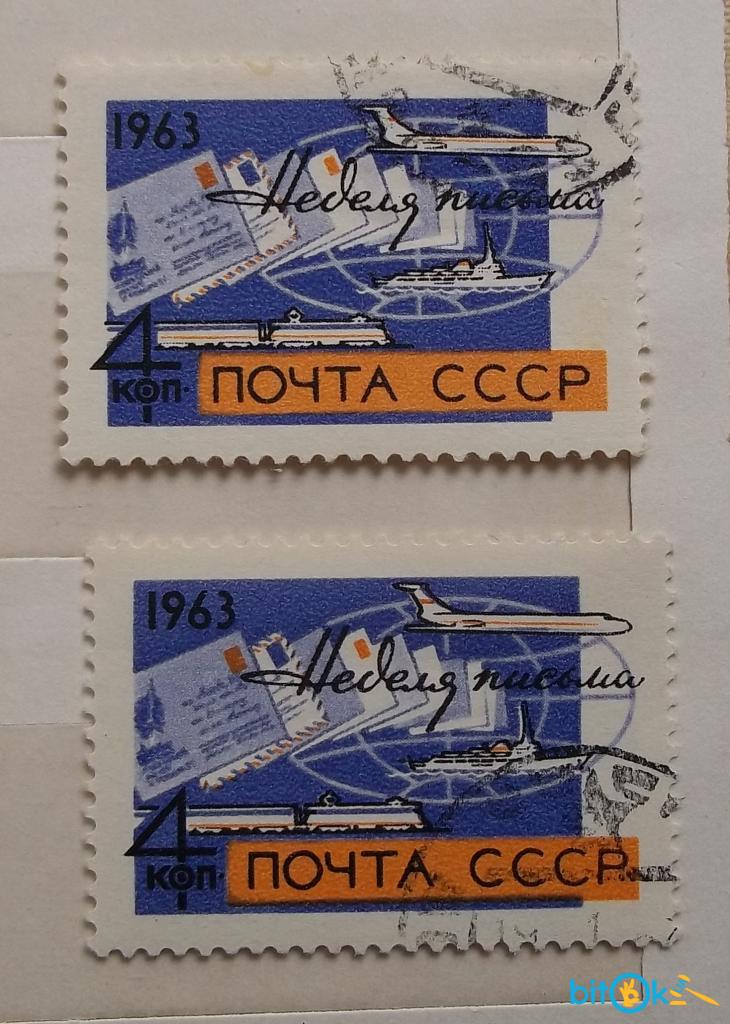 1963
Неделя письма
4 КОП.
ПОЧТА СССР
1963
Неделя письма
4 КОП.
ПОЧТА СССР
bitOk